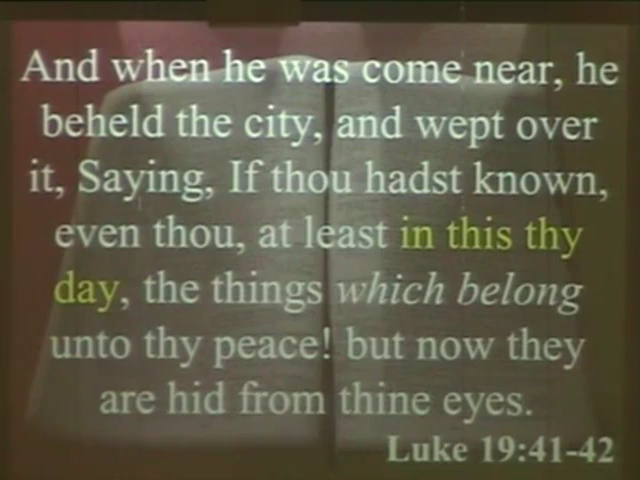 And when he was come near, he
beheld the city, and wept over
it, Saying, If thou hadst known,
even thou, at least in this thy
day, the things which belong
unto thy peace! but now they
are hid from thine eyes.
Luke 19:41-42